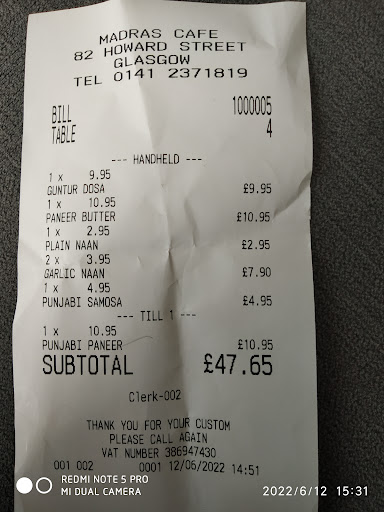 MADRAS CAFE
82 HOWARD STREET
GLASGOW
TEL 0141 2371819
BILL 1000005
TABLE 4
--- HANDHELD ---
1 x 9.95
GUNTUR DOSA £9.95
1 x 10.95
PANEER BUTTER £10.95
1 x 2.95
PLAIN NAAN £2.95
2 x 3.95
GARLIC NAAN £7.90
1 x 4.95
PUNJABI SAMOSA £4.95
--- TILL 1 ---
1 x 10.95
PUNJABI PANEER £10.95
SUBTOTAL £47.65
Clerk-002
THANK YOU FOR YOUR CUSTOM
PLEASE CALL AGAIN
VAT NUMBER 386947430
001 002 0001 12/06/2022 14:51
REDMI NOTE 5 PRO
MI DUAL CAMERA
2022/6/12 15:31